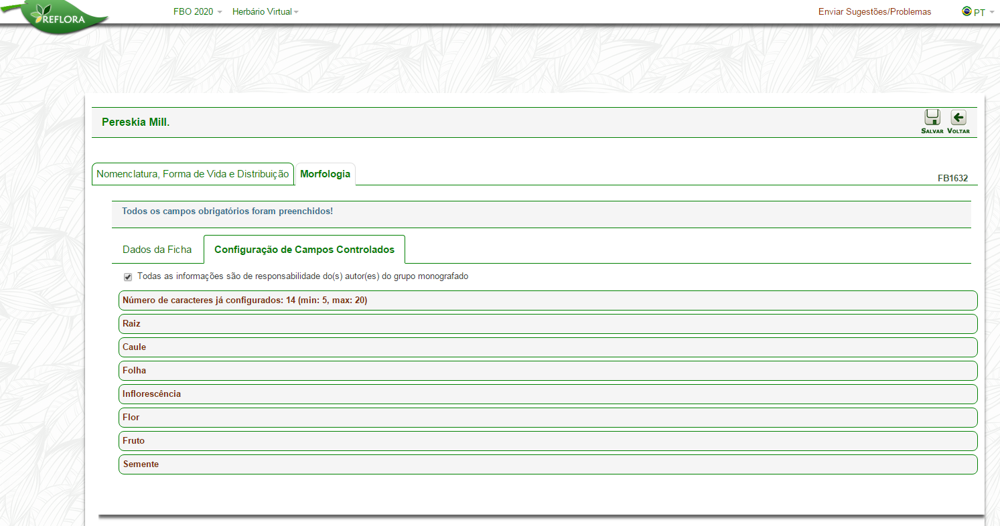 REFLORA
FBO 2020 Herbário Virtual Enviar Sugestões/Problemas PT
Pereskia Mill.
SALVAR VOLTAR
Nomenclatura, Forma de Vida e Distribuição Morfologia FB1632
Todos os campos obrigatórios foram preenchidos!
Dados da Ficha Configuração de Campos Controlados
Todas as informações são de responsabilidade do(s) autor(es) do grupo monografado
Número de caracteres já configurados: 14 (min: 5, max: 20)
Raiz
Caule
Folha
Inflorescência
Flor
Fruto
Semente